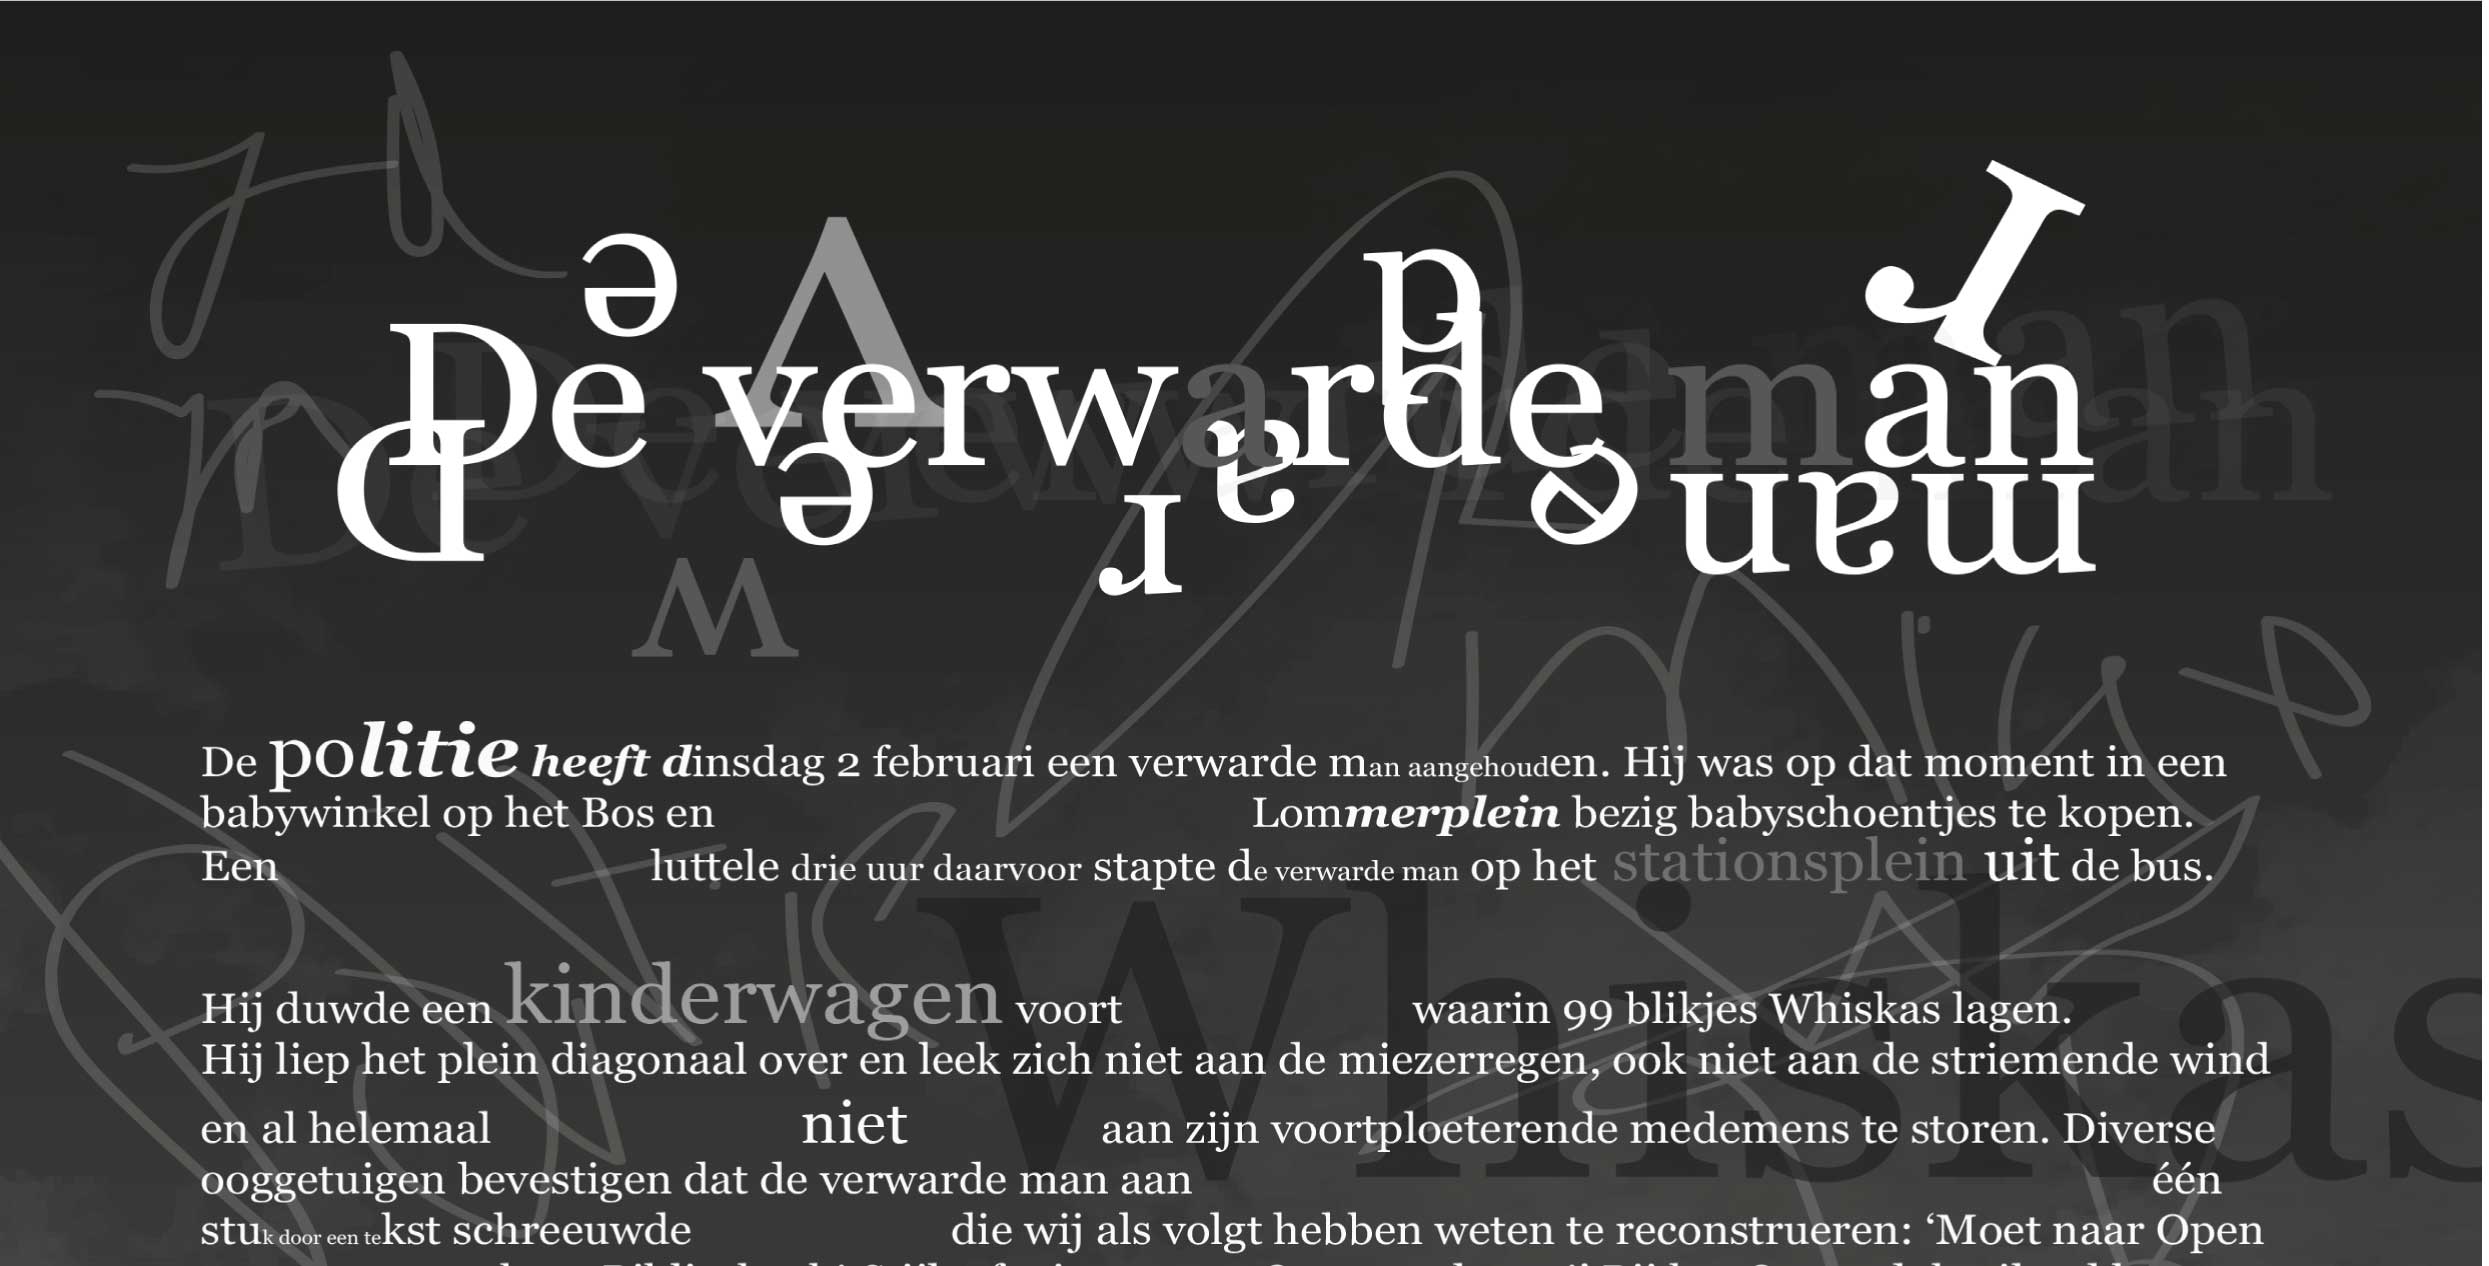 De verwarde man
De politie heeft dinsdag 2 februari een verwarde man aangehouden. Hij was op dat moment in een
babywinkel op het Bos en Lommerplein bezig babyschoentjes te kopen.
Een luttele drie uur daarvoor stapte de verwarde man op het stationsplein uit de bus.
Whiskas
Hij duwde een kinderwagen voort waarin 99 blikjes Whiskas lagen.
Hij liep het plein diagonaal over en leek zich niet aan de miezerregen, ook niet aan de striemende wind
en al helemaal niet aan zijn voortploeterende medemens te storen. Diverse
ooggetuigen bevestigen dat de verwarde man aan één
stuk door een tekst schreeuwde die wij als volgt hebben weten te reconstrueren: ‘Moet naar Open